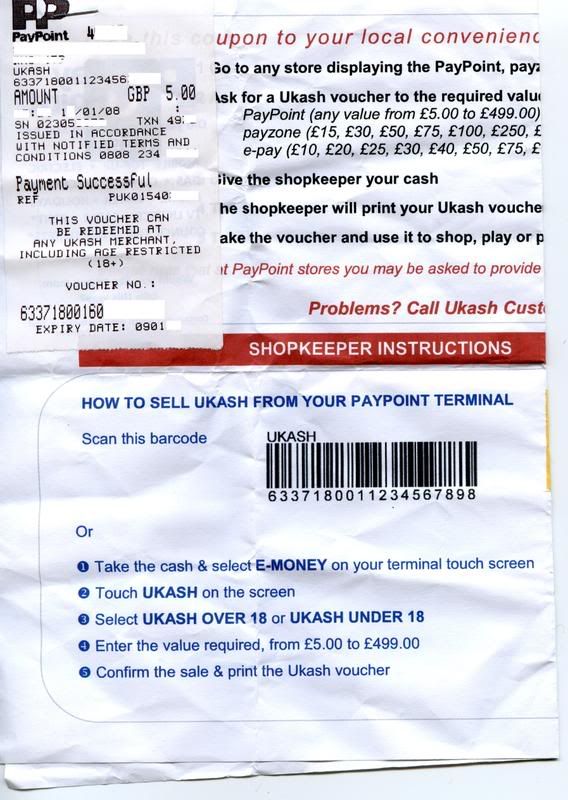 PayPoint 4
UKASH
633718001123456
AMOUNT GBP 5.00
1 /01/08
SN 02305 TXN 49
ISSUED IN ACCORDANCE
WITH NOTIFIED TERMS AND
CONDITIONS 0808 234
Payment Successful
REF PUK01540
THIS VOUCHER CAN
BE REDEEMED AT
ANY UKASH MERCHANT,
INCLUDING AGE RESTRICTED
(18+)
VOUCHER NO.:
63371800160
EXPIRY DATE: 0901
this coupon to your local convenienc
Go to any store displaying the PayPoint, payz
Ask for a Ukash voucher to the required valu
PayPoint (any value from £5.00 to £499.00)
payzone (£15, £30, £50, £75, £100, £250, £
e-pay (£10, £20, £25, £30, £40, £50, £75, £
Give the shopkeeper your cash
The shopkeeper will print your Ukash vouche
Take the voucher and use it to shop, play or p
at PayPoint stores you may be asked to provide
Problems? Call Ukash Cust
SHOPKEEPER INSTRUCTIONS
HOW TO SELL UKASH FROM YOUR PAYPOINT TERMINAL
Scan this barcode
UKASH
6337180011234567898
Or
1 Take the cash & select E-MONEY on your terminal touch screen
2 Touch UKASH on the screen
3 Select UKASH OVER 18 or UKASH UNDER 18
4 Enter the value required, from £5.00 to £499.00
5 Confirm the sale & print the Ukash voucher